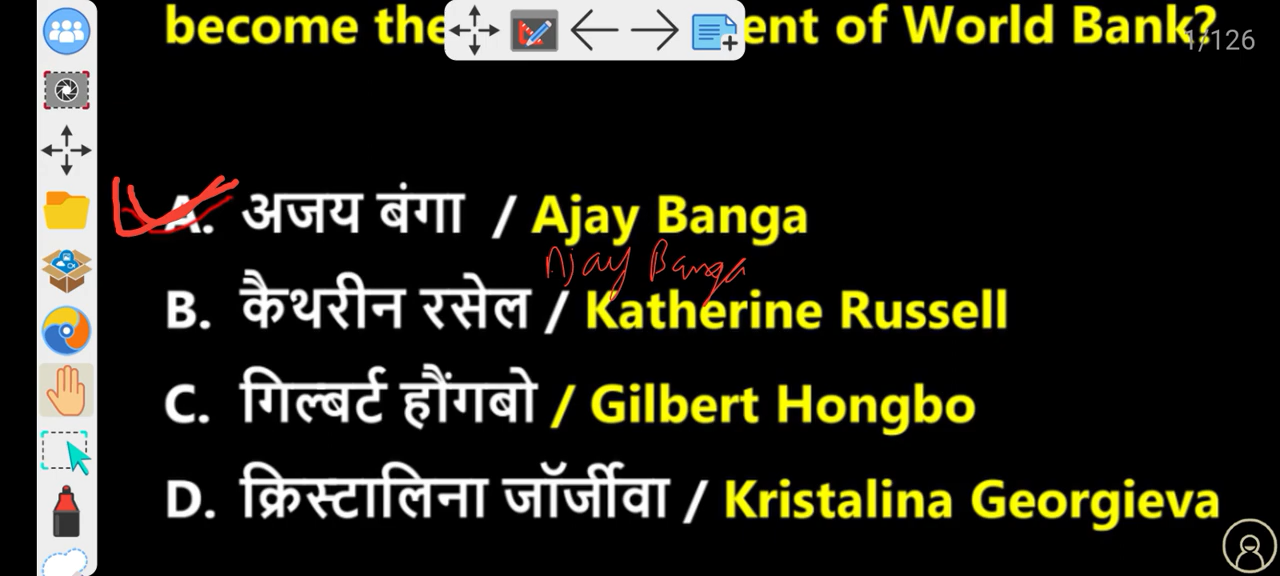 become the ent of World Bank?
1/126
A. अजय बंगा / Ajay Banga
Ajay Banga
B. कैथरीन रसेल / Katherine Russell
C. गिल्बर्ट हौंगबो / Gilbert Hongbo
D. क्रिस्टालिना जॉर्जीवा / Kristalina Georgieva